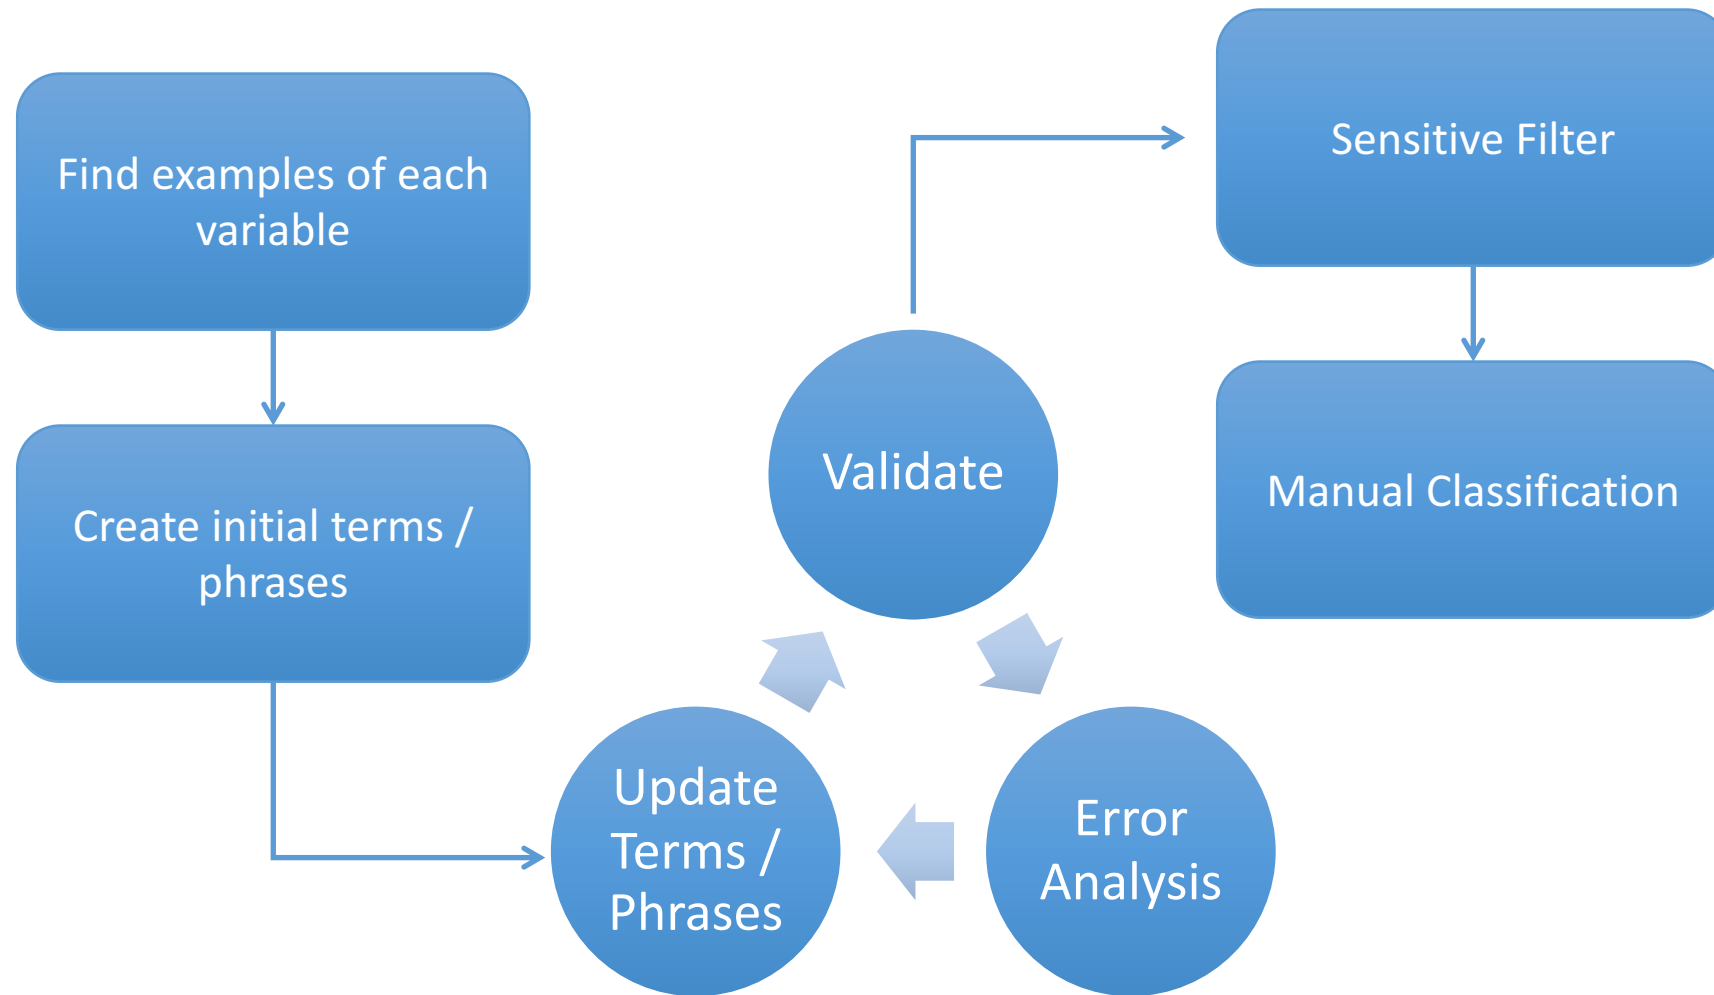 Find examples of each
variable
Create initial terms /
phrases
Update
Terms /
Phrases
Validate
Error
Analysis
Sensitive Filter
Manual Classification